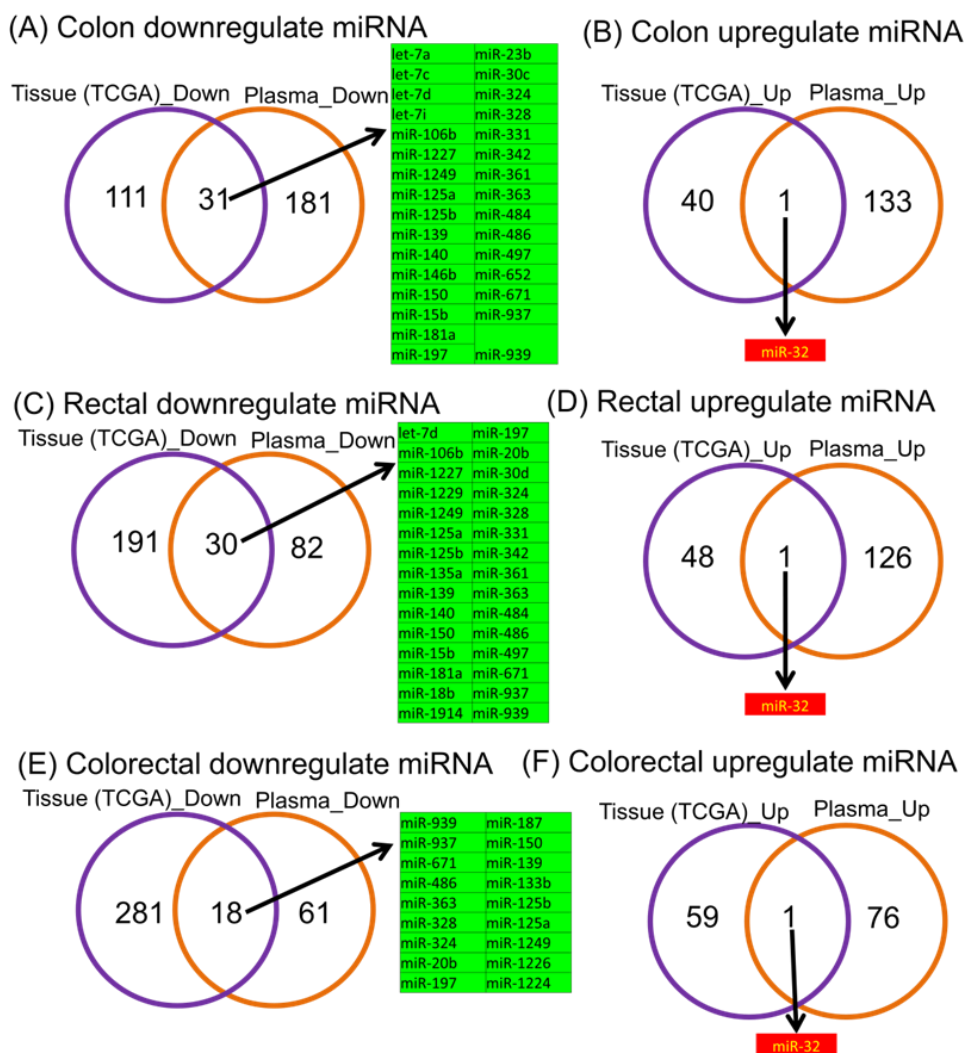 (A) Colon downregulate miRNA
Tissue (TCGA)_Down Plasma_Down
111 31 181
let-7a miR-23b
let-7c miR-30c
let-7d miR-324
let-7i miR-328
miR-106b miR-331
miR-1227 miR-342
miR-1249 miR-361
miR-125a miR-363
miR-125b miR-484
miR-139 miR-486
miR-140 miR-497
miR-146b miR-652
miR-150 miR-671
miR-15b miR-937
miR-181a
miR-197 miR-939
(B) Colon upregulate miRNA
Tissue (TCGA)_Up Plasma_Up
40 1 133
miR-32
(C) Rectal downregulate miRNA
Tissue (TCGA)_Down Plasma_Down
191 30 82
let-7d miR-197
miR-106b miR-20b
miR-1227 miR-30d
miR-1229 miR-324
miR-1249 miR-328
miR-125a miR-331
miR-125b miR-342
miR-135a miR-361
miR-139 miR-363
miR-140 miR-484
miR-150 miR-486
miR-15b miR-497
miR-181a miR-671
miR-18b miR-937
miR-1914 miR-939
(D) Rectal upregulate miRNA
Tissue (TCGA)_Up Plasma_Up
48 1 126
miR-32
(E) Colorectal downregulate miRNA
Tissue (TCGA)_Down Plasma_Down
281 18 61
miR-939 miR-187
miR-937 miR-150
miR-671 miR-139
miR-486 miR-133b
miR-363 miR-125b
miR-328 miR-125a
miR-324 miR-1249
miR-20b miR-1226
miR-197 miR-1224
(F) Colorectal upregulate miRNA
Tissue (TCGA)_Up Plasma_Up
59 1 76
miR-32